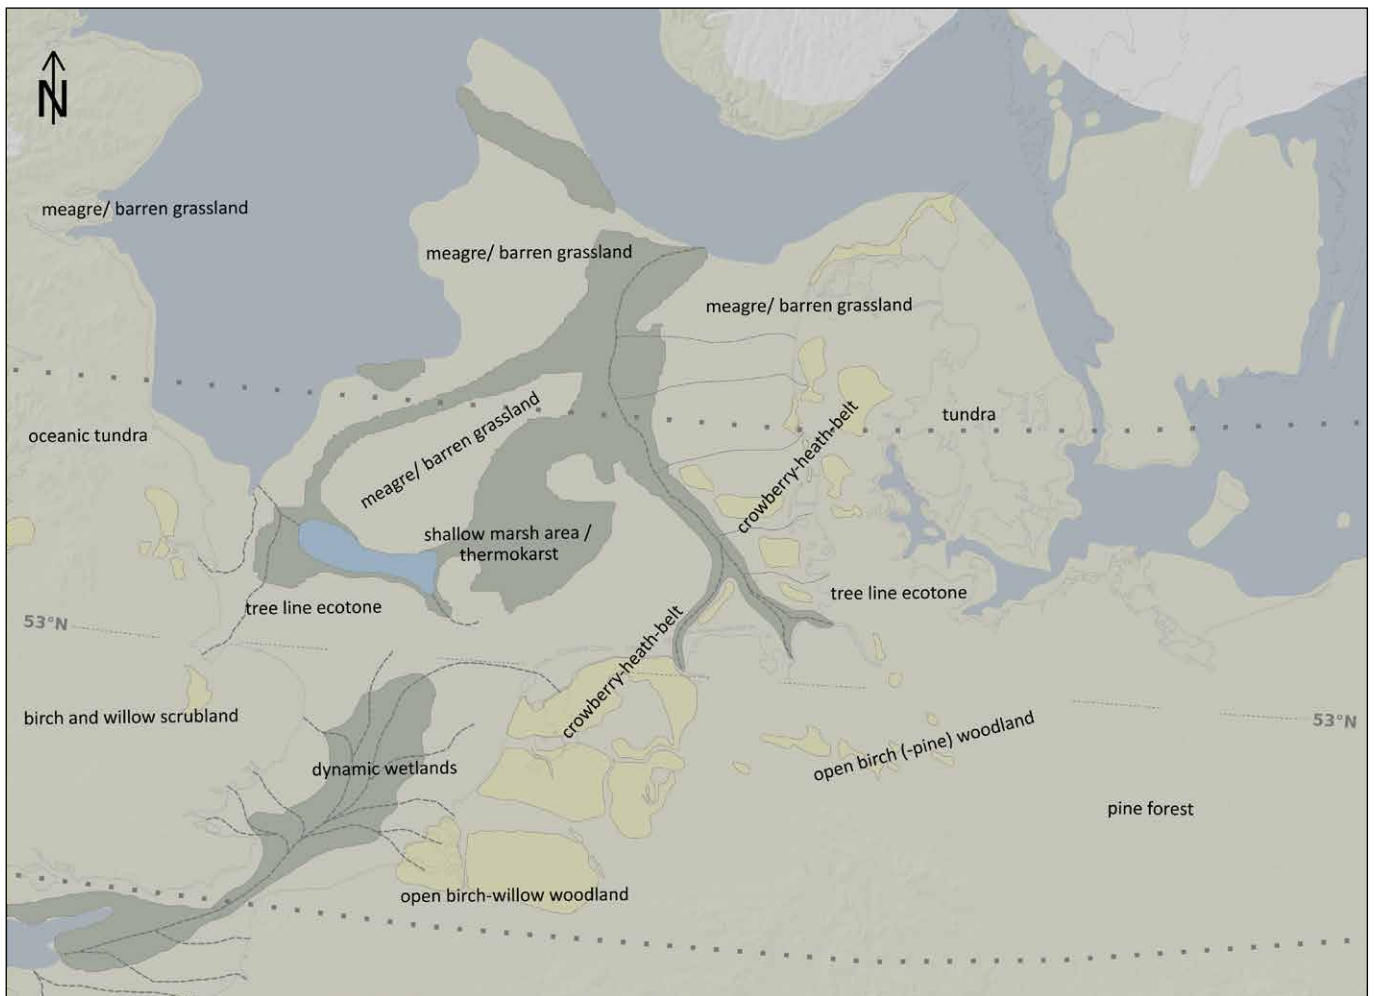 N
meagre/ barren grassland
meagre/ barren grassland
meagre/ barren grassland
meagre/ barren grassland
crowberry-heath-belt
tundra
oceanic tundra
shallow marsh area /
thermokarst
tree line ecotone
tree line ecotone
53°N
crowberry-heath-belt
birch and willow scrubland
open birch (-pine) woodland
53°N
dynamic wetlands
pine forest
open birch-willow woodland